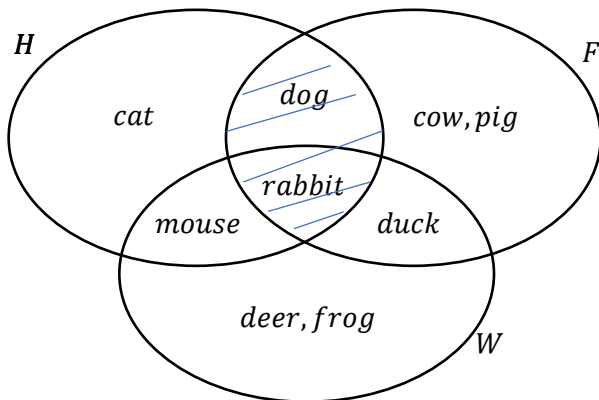 H
F
dog
cat
cow, pig
rabbit
mouse
duck
deer, frog
W